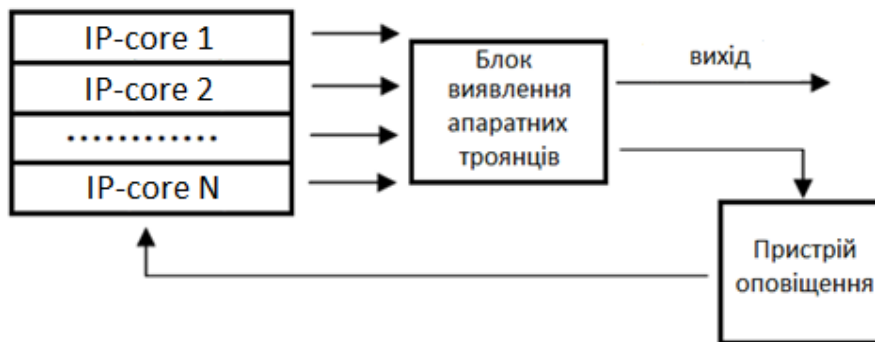 IP-core 1
IP-core 2
............
IP-core N
Блок
виявлення
апаратних
троянців
вихід
Пристрій
оповіщення